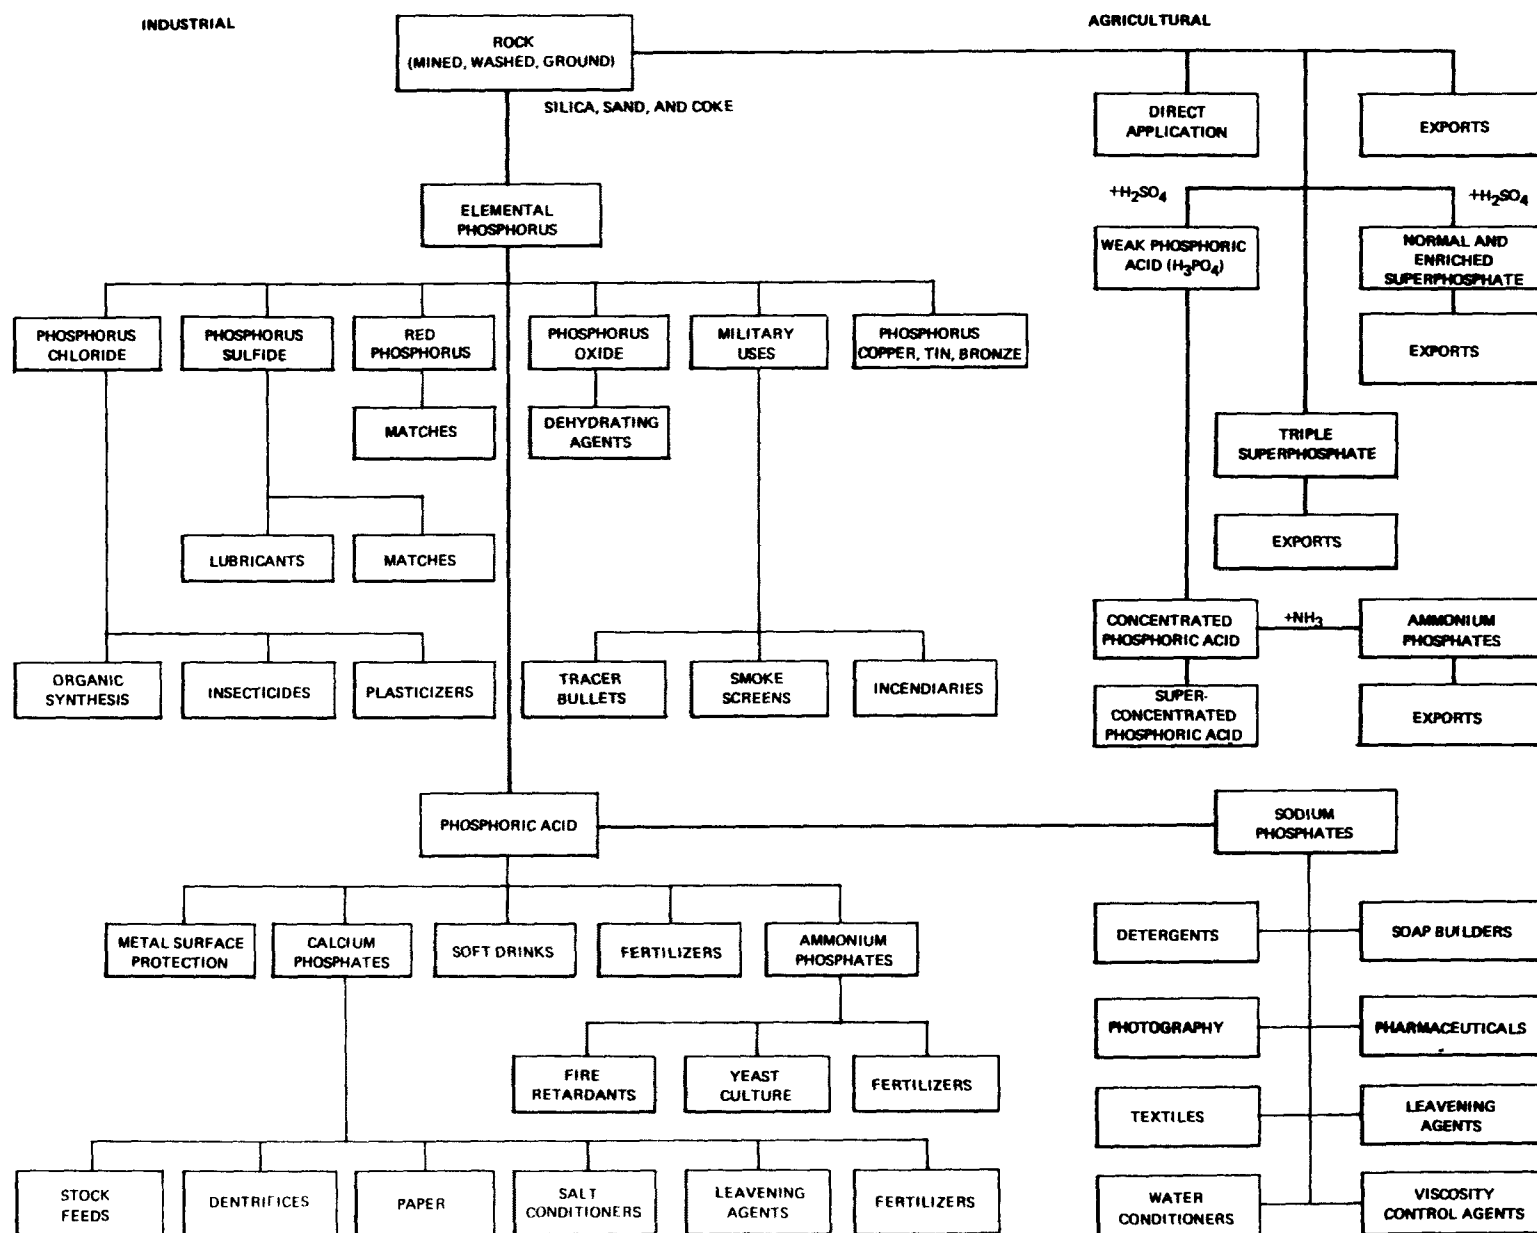 INDUSTRIAL
AGRICULTURAL
ROCK
(MINED, WASHED, GROUND)
SILICA, SAND, AND COKE
DIRECT
APPLICATION
EXPORTS
+H2SO4
+H2SO4
ELEMENTAL
PHOSPHORUS
WEAK PHOSPHORIC
ACID (H3PO4)
NORMAL AND
ENRICHED
SUPERPHOSPHATE
PHOSPHORUS
CHLORIDE
PHOSPHORUS
SULFIDE
RED
PHOSPHORUS
PHOSPHORUS
OXIDE
MILITARY
USES
PHOSPHORUS
COPPER, TIN, BRONZE
EXPORTS
MATCHES
DEHYDRATING
AGENTS
TRIPLE
SUPERPHOSPHATE
LUBRICANTS
MATCHES
EXPORTS
CONCENTRATED
PHOSPHORIC ACID
+NH3
AMMONIUM
PHOSPHATES
ORGANIC
SYNTHESIS
INSECTICIDES
PLASTICIZERS
TRACER
BULLETS
SMOKE
SCREENS
INCENDIARIES
SUPER-
CONCENTRATED
PHOSPHORIC ACID
EXPORTS
PHOSPHORIC ACID
SODIUM
PHOSPHATES
METAL SURFACE
PROTECTION
CALCIUM
PHOSPHATES
SOFT DRINKS
FERTILIZERS
AMMONIUM
PHOSPHATES
DETERGENTS
SOAP BUILDERS
PHOTOGRAPHY
PHARMACEUTICALS
FIRE
RETARDANTS
YEAST
CULTURE
FERTILIZERS
TEXTILES
LEAVENING
AGENTS
STOCK
FEEDS
DENTRIFICES
PAPER
SALT
CONDITIONERS
LEAVENING
AGENTS
FERTILIZERS
WATER
CONDITIONERS
VISCOSITY
CONTROL AGENTS